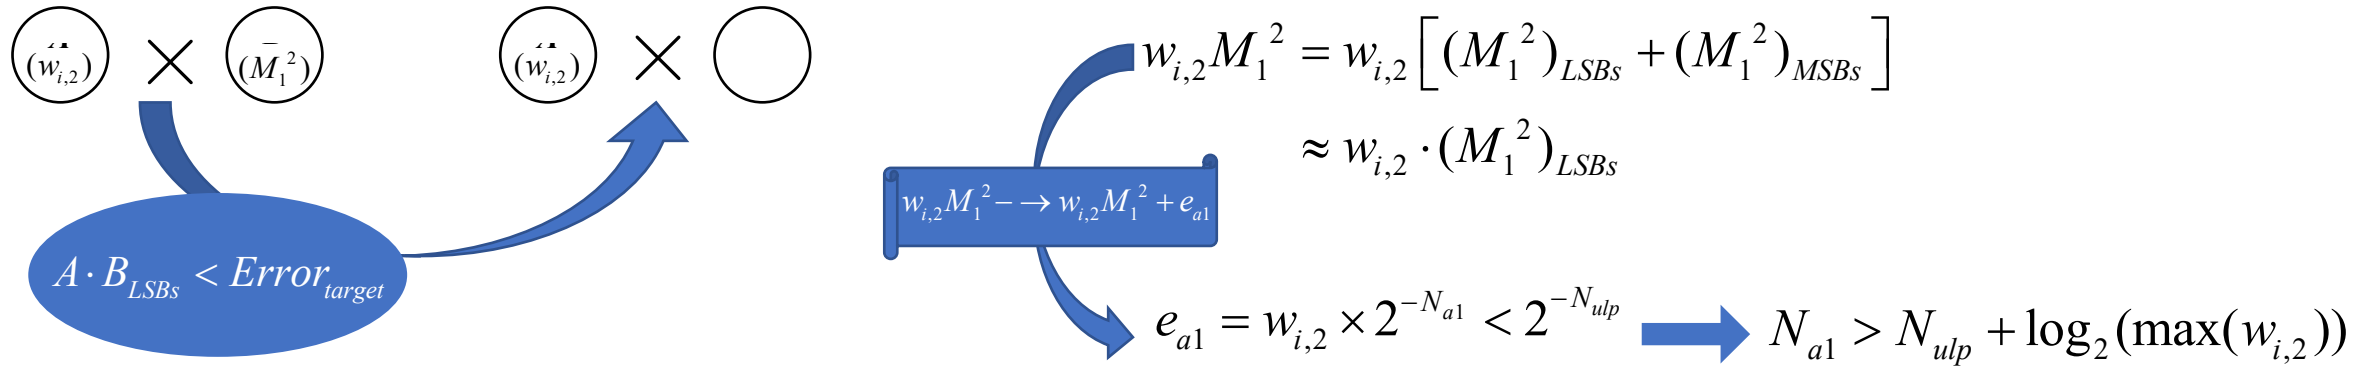 (w_{i,2}) × (M_1^2)
(w_{i,2}) ×
A · B_{LSBs} < Error_{target}
w_{i,2}M_1^2 = w_{i,2}[(M_1^2)_{LSBs} + (M_1^2)_{MSBs}]
≈ w_{i,2} · (M_1^2)_{LSBs}
w_{i,2}M_1^2 − → w_{i,2}M_1^2 + e_{a1}
e_{a1} = w_{i,2} × 2^{−N_{a1}} < 2^{−N_{ulp}}
N_{a1} > N_{ulp} + log_2(max(w_{i,2}))